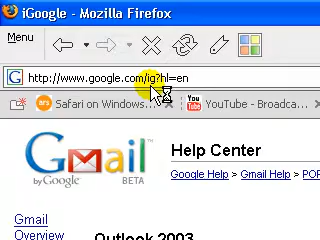 iGoogle - Mozilla Firefox
Menu
http://www.google.com/ig?hl=en
ars Safari on Windows... YouTube - Broadca...
Gmail
by Google BETA
Help Center
Google Help > Gmail Help > POP
Gmail
Overview
Outlook 2003